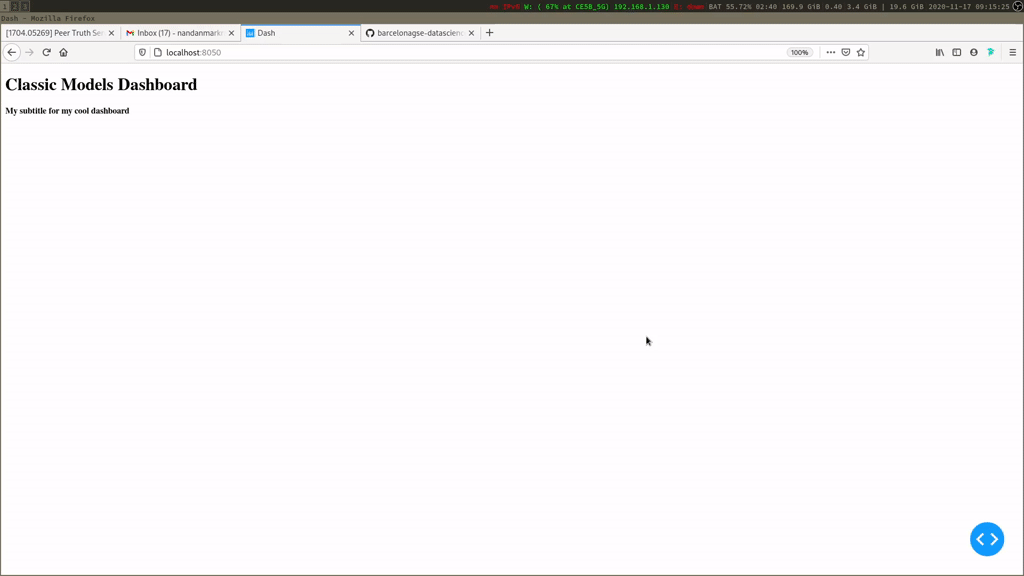 1 2 3
no IPv6 W: ( 67% at CE5B_5G) 192.168.1.130 E: down BAT 55.72% 02:40 169.9 GiB 0.40 3.4 GiB | 19.6 GiB 2020-11-17 09:15:25
Dash - Mozilla Firefox
[1704.05269] Peer Truth Ser
Inbox (17) - nandanmark
Dash
barcelonagse-datascien
localhost:8050
100%
Classic Models Dashboard
My subtitle for my cool dashboard